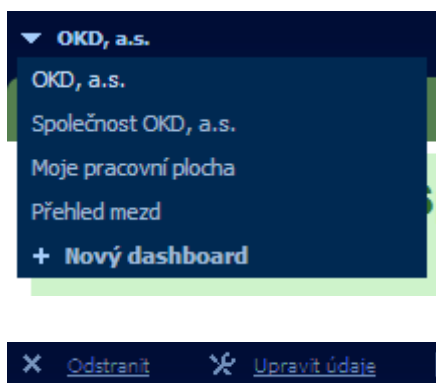 OKD, a.s.
OKD, a.s.
Společnost OKD, a.s.
Moje pracovní plocha
Přehled mezd
+ Nový dashboard
Odstranit Upravit údaje